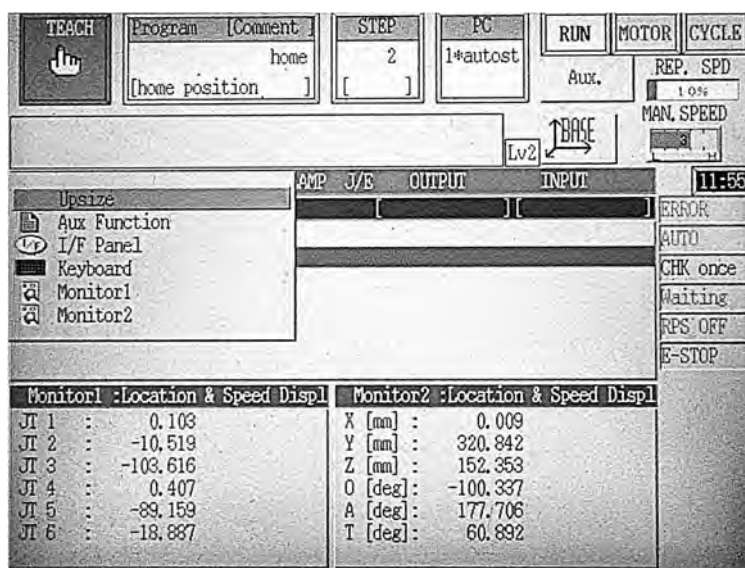 TEACH
Program [Comment ]
home
[home position ]
STEP
2
[ ]
PC
1*autost
RUN
MOTOR
CYCLE
Aux.
REP. SPD
10%
MAN. SPEED
3
H
BASE
Lv2
AMP J/E OUTPUT INPUT
11:55
[ ][ ]
Upsize
Aux Function
I/F I/F Panel
Keyboard
Monitor1
Monitor2
ERROR
AUTO
CHK once
Waiting
RPS OFF
E-STOP
Monitor1 :Location & Speed Displ
JT 1 : 0.103
JT 2 : -10.519
JT 3 : -103.616
JT 4 : 0.407
JT 5 : -89.159
JT 6 : -18.887
Monitor2 :Location & Speed Displ
X [mm] : 0.009
Y [mm] : 320.842
Z [mm] : 152.353
O [deg]: -100.337
A [deg]: 177.706
T [deg]: 60.892